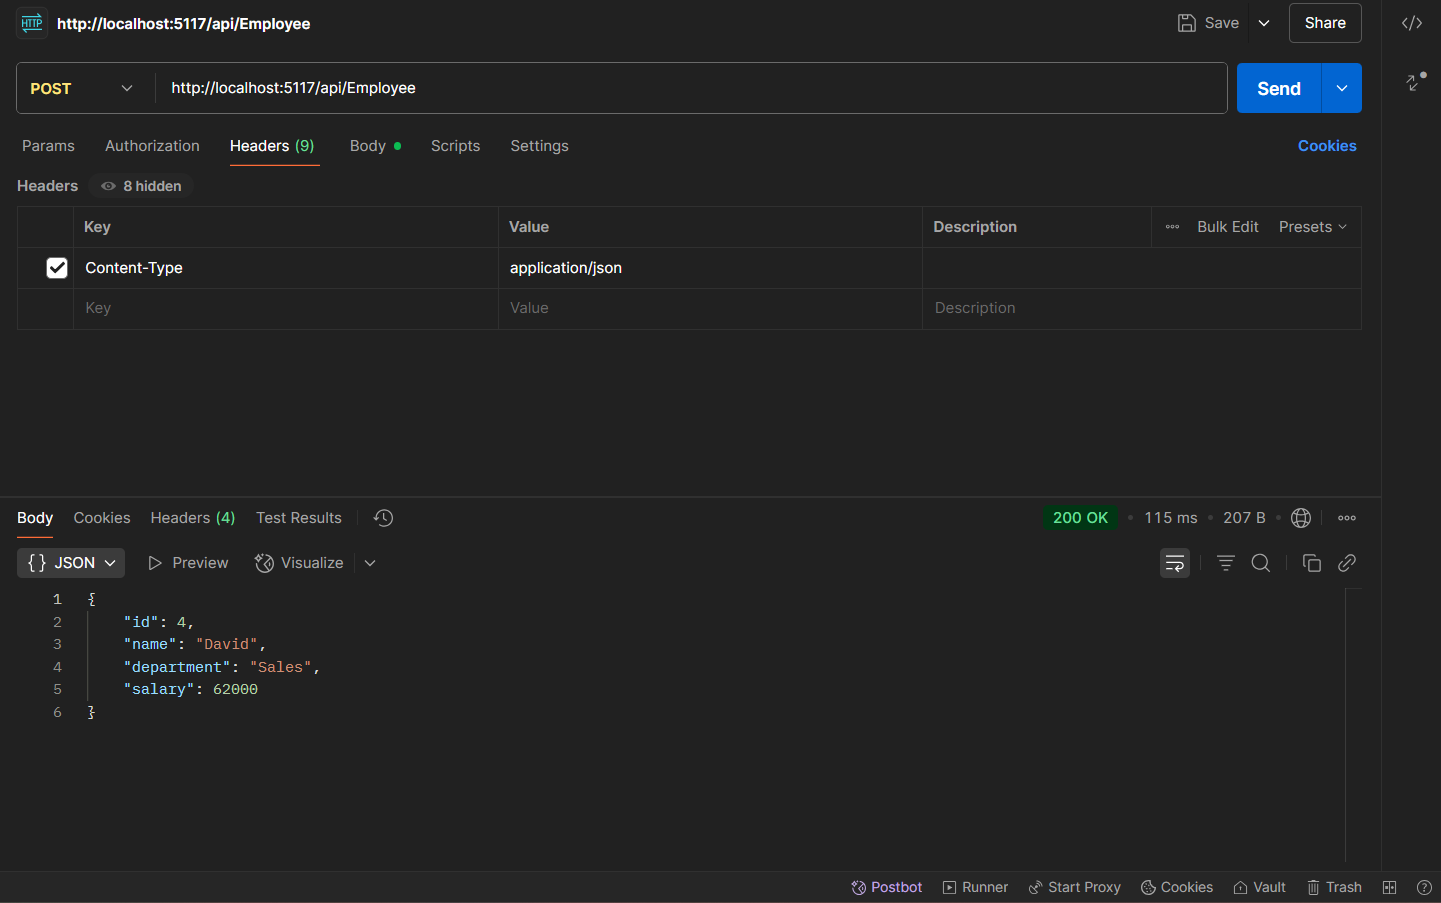 HTTP http://localhost:5117/api/Employee Save Share
POST http://localhost:5117/api/Employee Send
Params Authorization Headers (9) Body Scripts Settings Cookies
Headers 8 hidden
Key Value Description Bulk Edit Presets
Content-Type application/json
Key Value Description
Body Cookies Headers (4) Test Results 200 OK • 115 ms • 207 B •
{} JSON Preview Visualize
1 {
2 "id": 4,
3 "name": "David",
4 "department": "Sales",
5 "salary": 62000
6 }
Postbot Runner Start Proxy Cookies Vault Trash